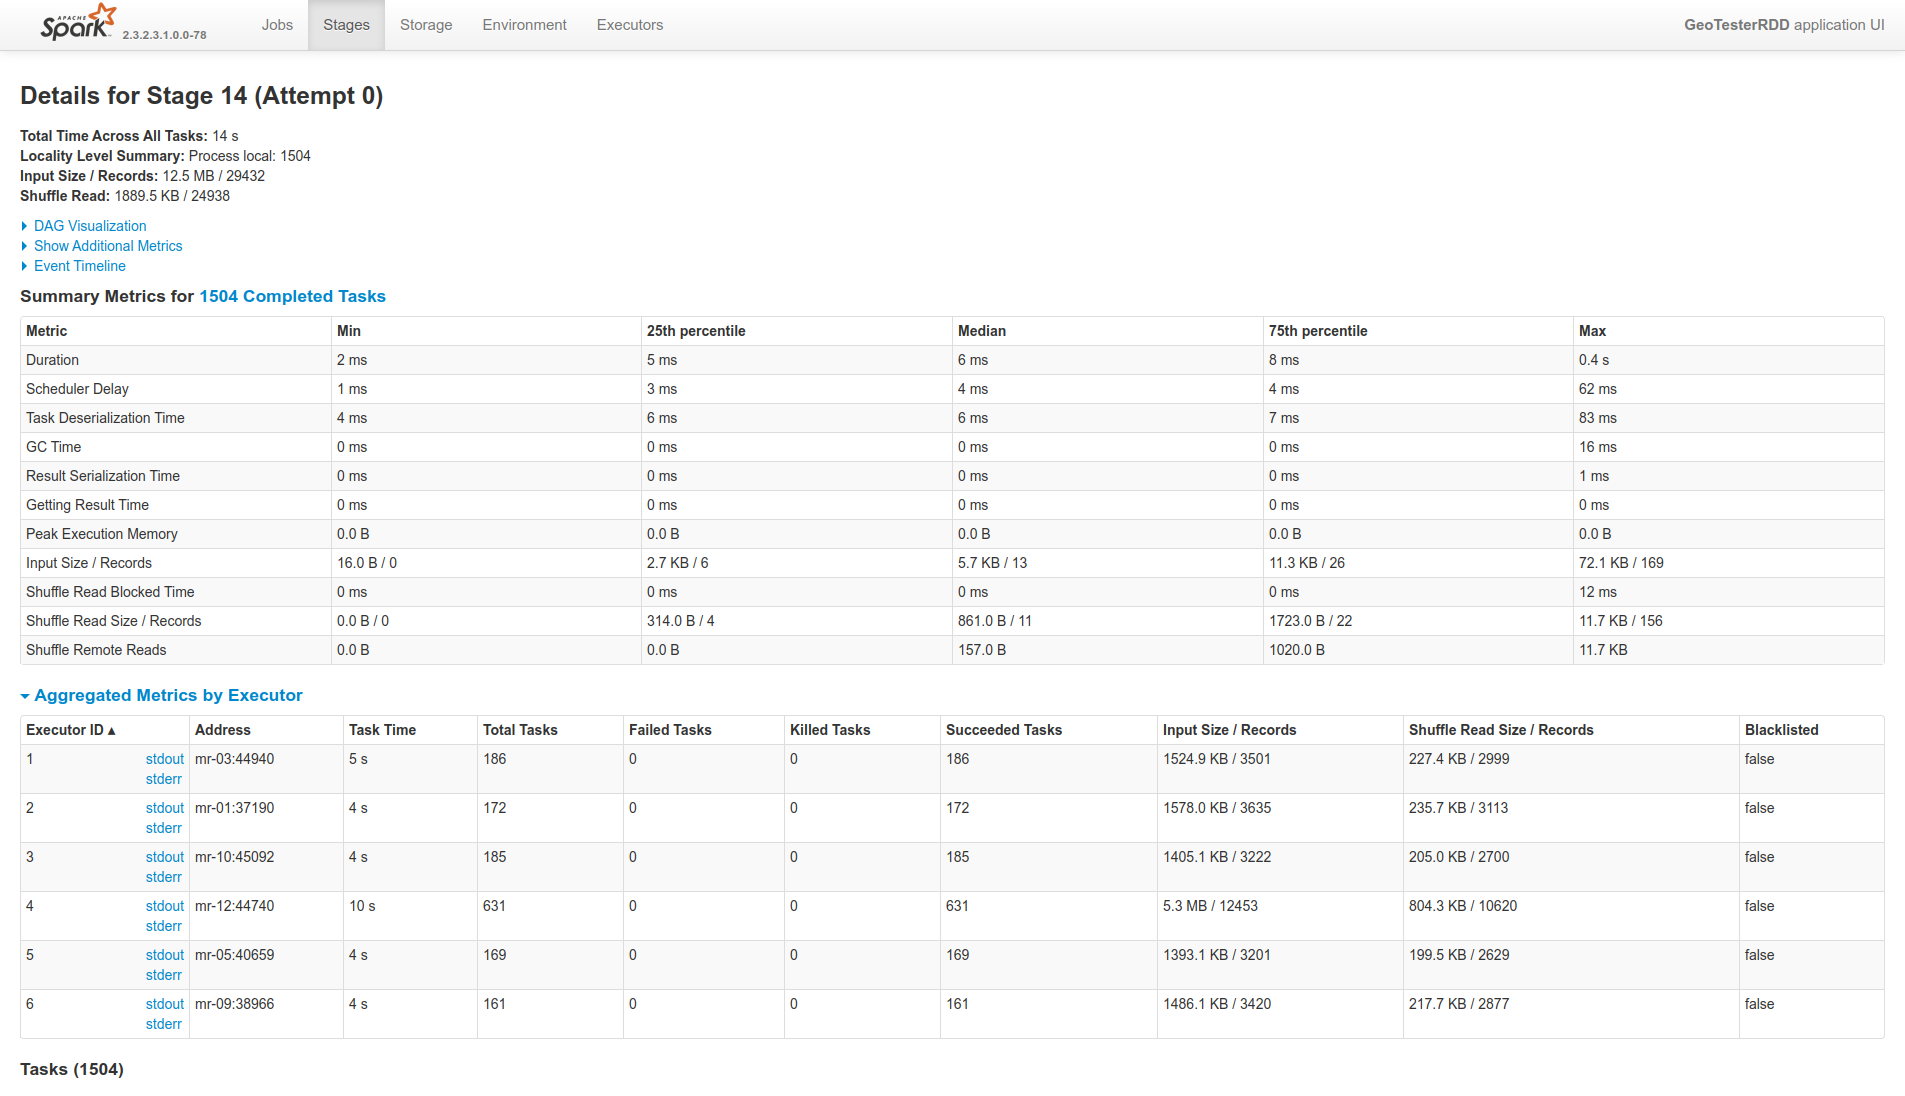 APACHE Spark 2.3.2.3.1.0.0-78 Jobs Stages Storage Environment Executors GeoTesterRDD application UI
Details for Stage 14 (Attempt 0)
Total Time Across All Tasks: 14 s
Locality Level Summary: Process local: 1504
Input Size / Records: 12.5 MB / 29432
Shuffle Read: 1889.5 KB / 24938
DAG Visualization
Show Additional Metrics
Event Timeline
Summary Metrics for 1504 Completed Tasks
Metric Min 25th percentile Median 75th percentile Max
Duration 2 ms 5 ms 6 ms 8 ms 0.4 s
Scheduler Delay 1 ms 3 ms 4 ms 4 ms 62 ms
Task Deserialization Time 4 ms 6 ms 6 ms 7 ms 83 ms
GC Time 0 ms 0 ms 0 ms 0 ms 16 ms
Result Serialization Time 0 ms 0 ms 0 ms 0 ms 1 ms
Getting Result Time 0 ms 0 ms 0 ms 0 ms 0 ms
Peak Execution Memory 0.0 B 0.0 B 0.0 B 0.0 B 0.0 B
Input Size / Records 16.0 B / 0 2.7 KB / 6 5.7 KB / 13 11.3 KB / 26 72.1 KB / 169
Shuffle Read Blocked Time 0 ms 0 ms 0 ms 0 ms 12 ms
Shuffle Read Size / Records 0.0 B / 0 314.0 B / 4 861.0 B / 11 1723.0 B / 22 11.7 KB / 156
Shuffle Remote Reads 0.0 B 0.0 B 157.0 B 1020.0 B 11.7 KB
Aggregated Metrics by Executor
Executor ID ▴ Address Task Time Total Tasks Failed Tasks Killed Tasks Succeeded Tasks Input Size / Records Shuffle Read Size / Records Blacklisted
1 stdout mr-03:44940 5 s 186 0 0 186 1524.9 KB / 3501 227.4 KB / 2999 false
stderr
2 stdout mr-01:37190 4 s 172 0 0 172 1578.0 KB / 3635 235.7 KB / 3113 false
stderr
3 stdout mr-10:45092 4 s 185 0 0 185 1405.1 KB / 3222 205.0 KB / 2700 false
stderr
4 stdout mr-12:44740 10 s 631 0 0 631 5.3 MB / 12453 804.3 KB / 10620 false
stderr
5 stdout mr-05:40659 4 s 169 0 0 169 1393.1 KB / 3201 199.5 KB / 2629 false
stderr
6 stdout mr-09:38966 4 s 161 0 0 161 1486.1 KB / 3420 217.7 KB / 2877 false
stderr
Tasks (1504)